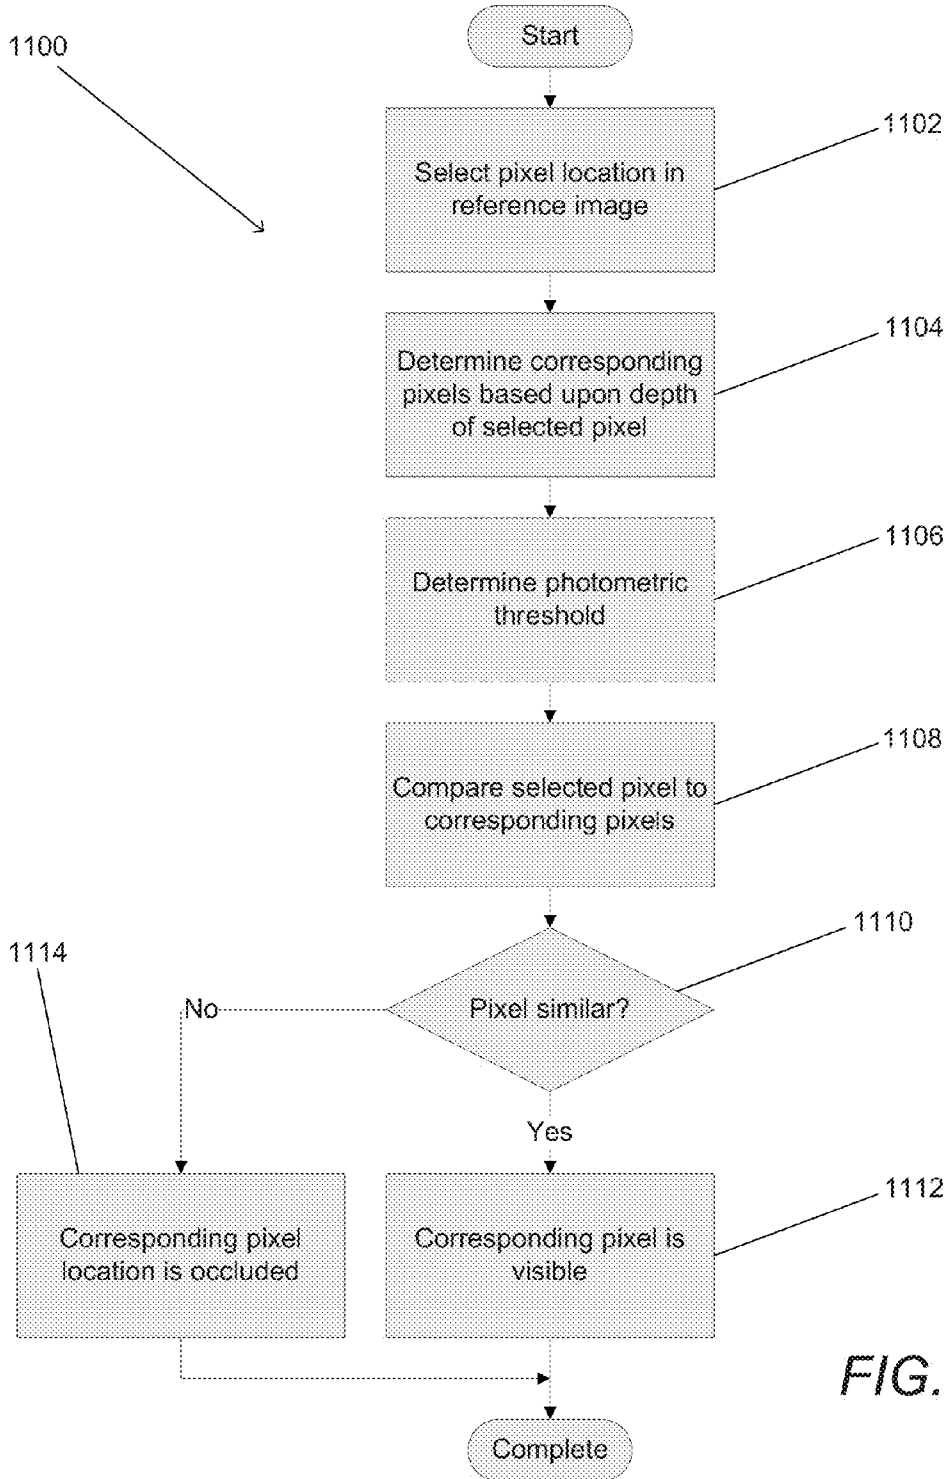 Start
1100
1102
Select pixel location in
reference image
1104
Determine corresponding
pixels based upon depth
of selected pixel
1106
Determine photometric
threshold
1108
Compare selected pixel to
corresponding pixels
1110
1114
No
Pixel similar?
Yes
1112
Corresponding pixel
location is occluded
Corresponding pixel is
visible
FIG.
Complete